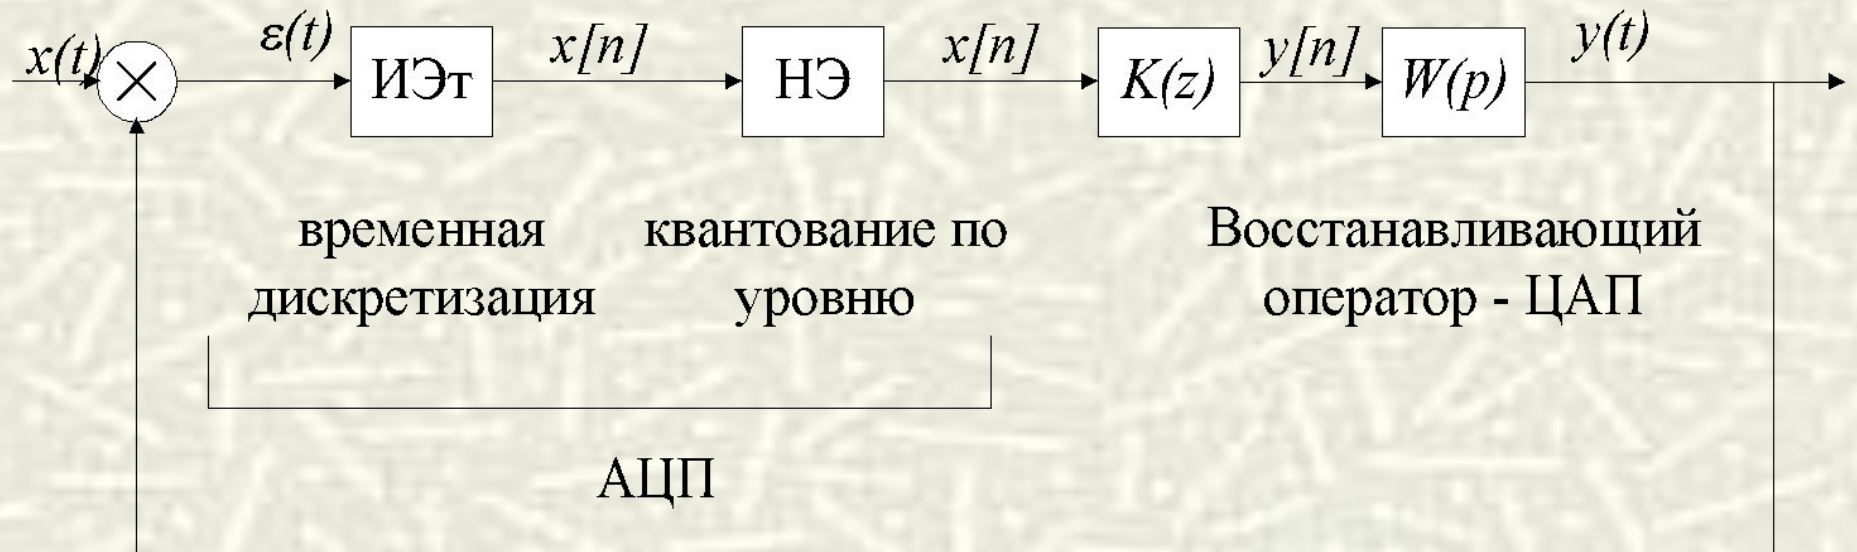 x(t) ε(t) ИЭт x[n] НЭ x[n] K(z) y[n] W(p) y(t)
временная
дискретизация
квантование по
уровню
Восстанавливающий
оператор - ЦАП
АЦП